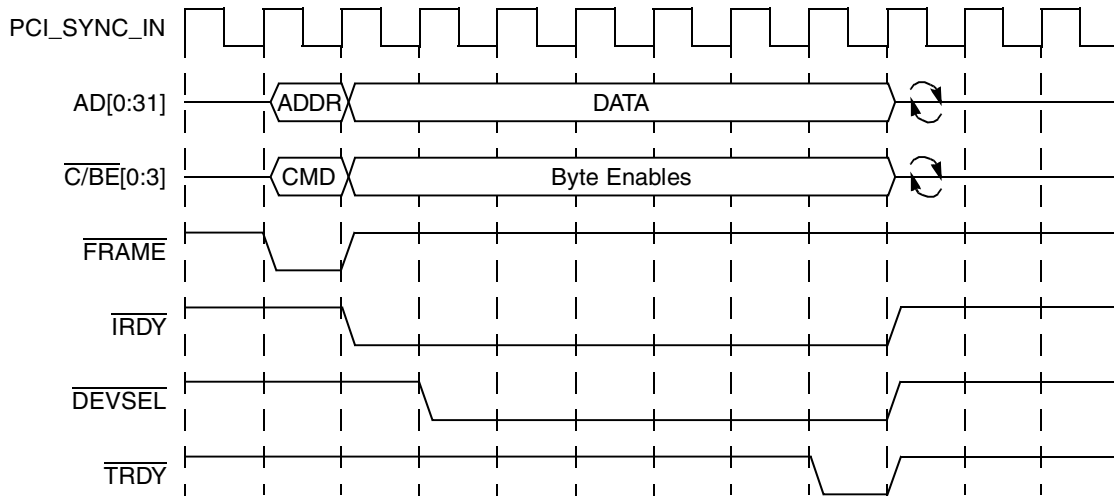 PCI_SYNC_IN
AD[0:31] ADDR DATA
C/BE[0:3] CMD Byte Enables
FRAME
IRDY
DEVSEL
TRDY